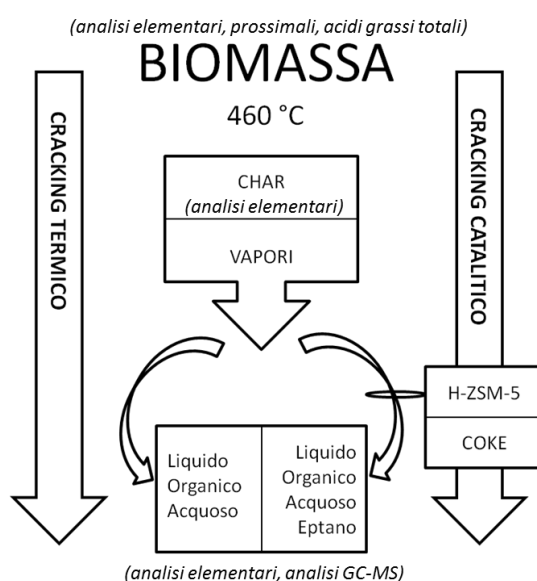 (analisi elementari, prossimali, acidi grassi totali)
BIOMASSA
460 °C
CRACKING TERMICO
CHAR
(analisi elementari)
VAPORI
CRACKING CATALITICO
H-ZSM-5
COKE
Liquido
Organico
Acquoso
Liquido
Organico
Acquoso
Eptano
(analisi elementari, analisi GC-MS)